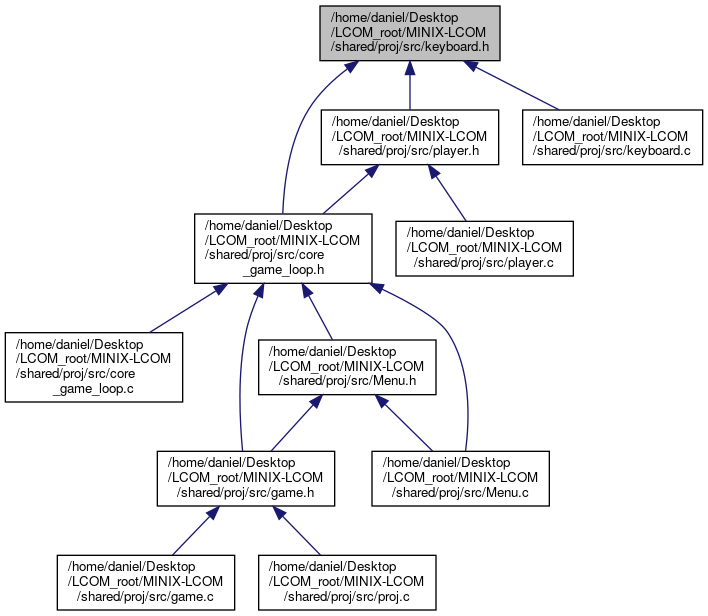 /home/daniel/Desktop
/LCOM_root/MINIX-LCOM
/shared/proj/src/keyboard.h
/home/daniel/Desktop
/LCOM_root/MINIX-LCOM
/shared/proj/src/player.h
/home/daniel/Desktop
/LCOM_root/MINIX-LCOM
/shared/proj/src/keyboard.c
/home/daniel/Desktop
/LCOM_root/MINIX-LCOM
/shared/proj/src/core
_game_loop.h
/home/daniel/Desktop
/LCOM_root/MINIX-LCOM
/shared/proj/src/player.c
/home/daniel/Desktop
/LCOM_root/MINIX-LCOM
/shared/proj/src/core
_game_loop.c
/home/daniel/Desktop
/LCOM_root/MINIX-LCOM
/shared/proj/src/Menu.h
/home/daniel/Desktop
/LCOM_root/MINIX-LCOM
/shared/proj/src/game.h
/home/daniel/Desktop
/LCOM_root/MINIX-LCOM
/shared/proj/src/Menu.c
/home/daniel/Desktop
/LCOM_root/MINIX-LCOM
/shared/proj/src/game.c
/home/daniel/Desktop
/LCOM_root/MINIX-LCOM
/shared/proj/src/proj.c